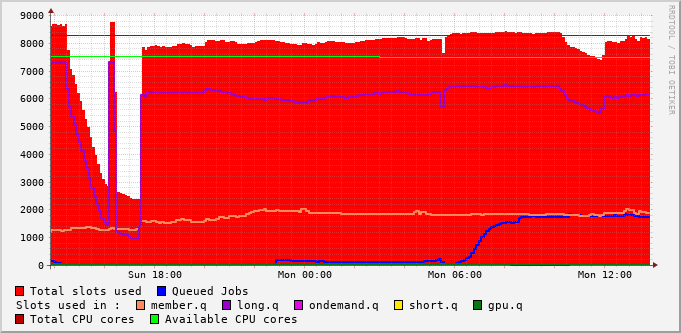 9000
8000
7000
6000
5000
4000
3000
2000
1000
0
Sun 18:00 Mon 00:00 Mon 06:00 Mon 12:00
Total slots used Queued Jobs
Slots used in : member.q long.q ondemand.q short.q gpu.q
Total CPU cores Available CPU cores
RRDTOOL / TOBI OETIKER